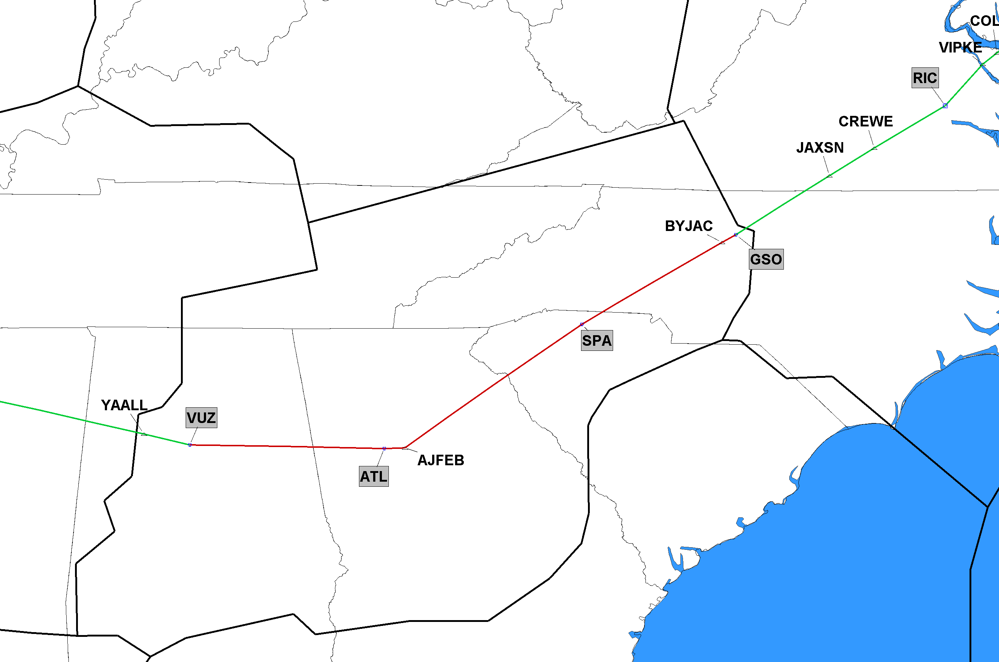 COL
VIPKE
RIC
CREWE
JAXSN
BYJAC
GSO
SPA
YAALL
VUZ
AJFEB
ATL